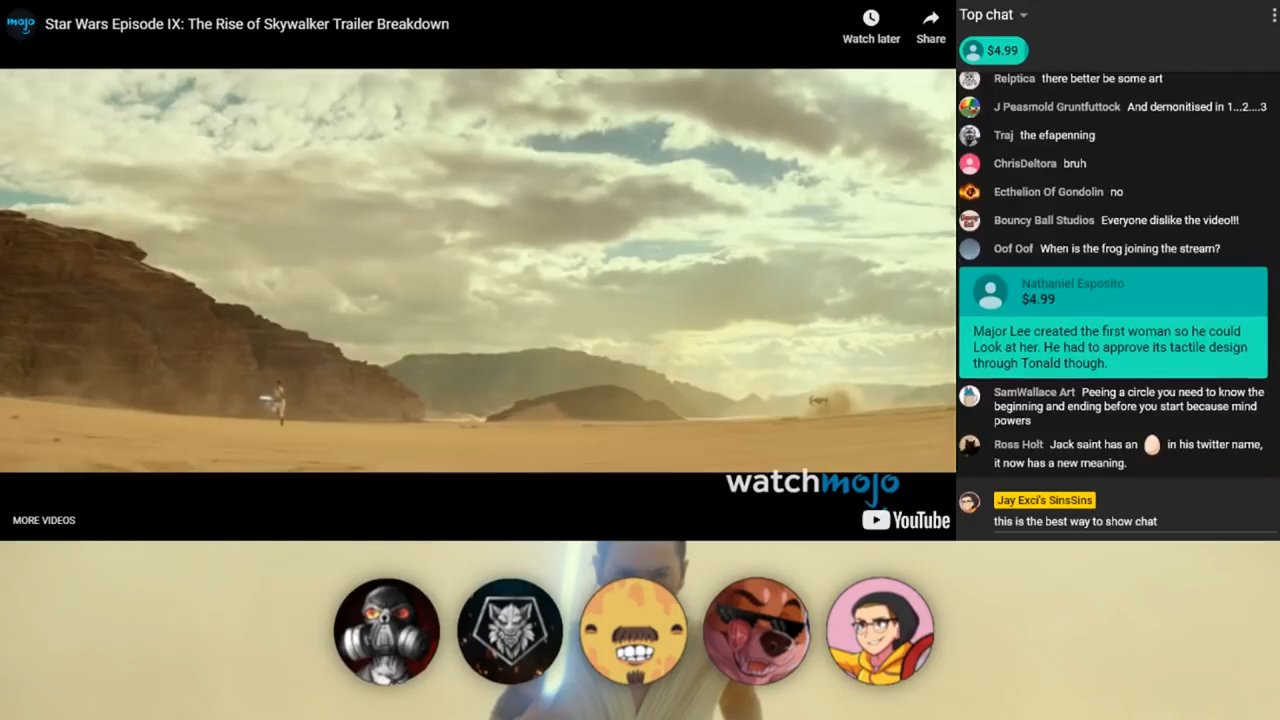 mojo
Star Wars Episode IX: The Rise of Skywalker Trailer Breakdown
Watch later
Share
watchmojo
YouTube
MORE VIDEOS
Top chat
$4.99
Relptica there better be some art
J Peasmold Gruntfuttock And demonitised in 1...2....3
Traj the efapenning
ChrisDeltora bruh
Ecthelion Of Gondolin no
Bouncy Ball Studios Everyone dislike the video!!!
Oof Oof When is the frog joining the stream?
Nathaniel Esposito
$4.99
Major Lee created the first woman so he could
Look at her. He had to approve its tactile design
through Tonald though.
SamWallace Art Peeing a circle you need to know the
beginning and ending before you start because mind
powers
Ross Holt Jack saint has an in his twitter name,
it now has a new meaning.
Jay Exci's SinsSins
this is the best way to show chat